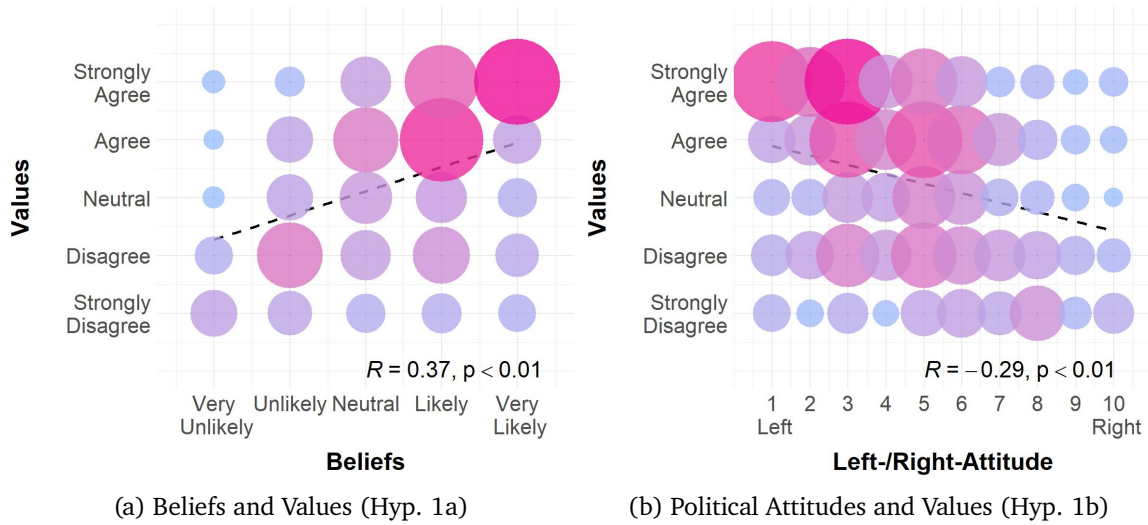 Values
Strongly
Agree
Agree
Neutral
Disagree
Strongly
Disagree
R = 0.37, p < 0.01
Very
Unlikely
Unlikely
Neutral
Likely
Very
Likely
Beliefs
(a) Beliefs and Values (Hyp. 1a)
Values
Strongly
Agree
Agree
Neutral
Disagree
Strongly
Disagree
R = −0.29, p < 0.01
1 2 3 4 5 6 7 8 9 10
Left Right
Left-/Right-Attitude
(b) Political Attitudes and Values (Hyp. 1b)